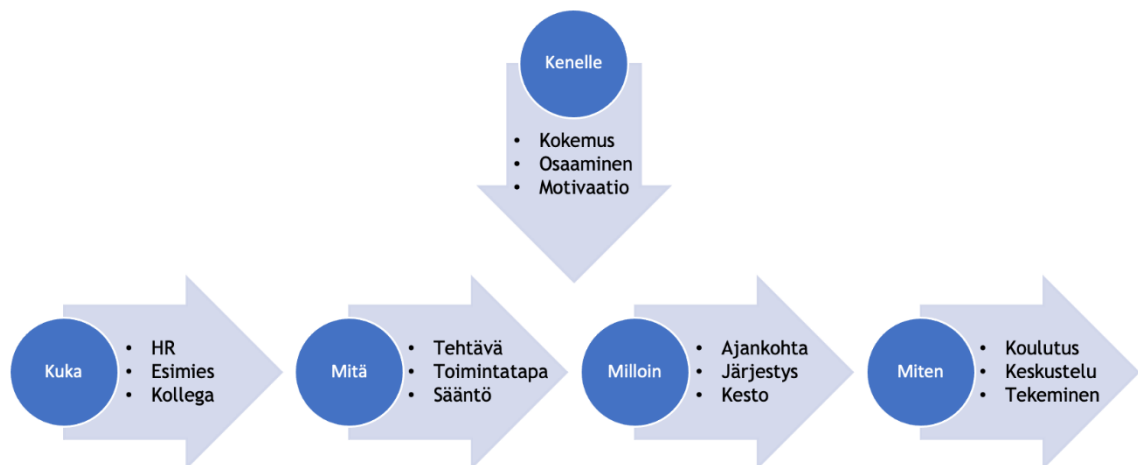 Kenelle
• Kokemus
• Osaaminen
• Motivaatio
Kuka
• HR
• Esimies
• Kollega
Mitä
• Tehtävä
• Toimintatapa
• Sääntö
Milloin
• Ajankohta
• Järjestys
• Kesto
Miten
• Koulutus
• Keskustelu
• Tekeminen